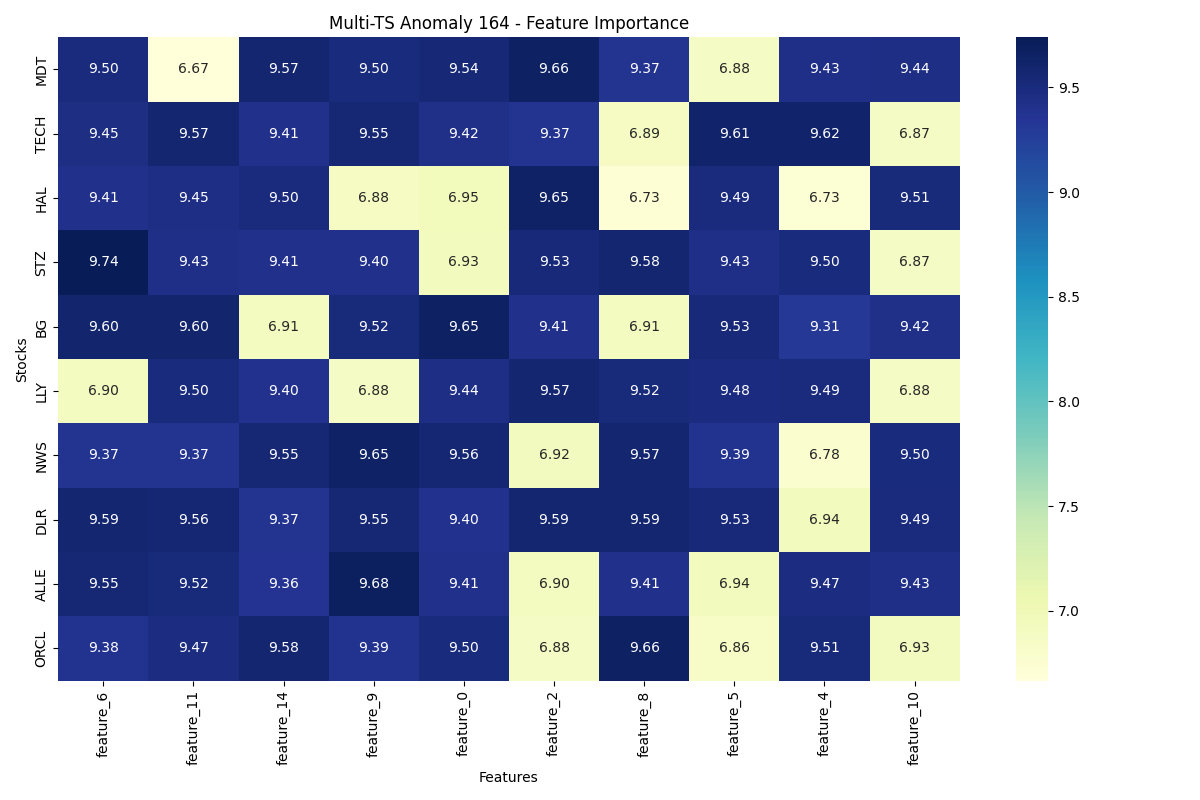 Multi-TS Anomaly 164 - Feature Importance
Stocks
MDT 9.50 6.67 9.57 9.50 9.54 9.66 9.37 6.88 9.43 9.44
TECH 9.45 9.57 9.41 9.55 9.42 9.37 6.89 9.61 9.62 6.87
HAL 9.41 9.45 9.50 6.88 6.95 9.65 6.73 9.49 6.73 9.51
STZ 9.74 9.43 9.41 9.40 6.93 9.53 9.58 9.43 9.50 6.87
BG 9.60 9.60 6.91 9.52 9.65 9.41 6.91 9.53 9.31 9.42
LLY 6.90 9.50 9.40 6.88 9.44 9.57 9.52 9.48 9.49 6.88
NWS 9.37 9.37 9.55 9.65 9.56 6.92 9.57 9.39 6.78 9.50
DLR 9.59 9.56 9.37 9.55 9.40 9.59 9.59 9.53 6.94 9.49
ALLE 9.55 9.52 9.36 9.68 9.41 6.90 9.41 6.94 9.47 9.43
ORCL 9.38 9.47 9.58 9.39 9.50 6.88 9.66 6.86 9.51 6.93
feature_6 feature_11 feature_14 feature_9 feature_0 feature_2 feature_8 feature_5 feature_4 feature_10
Features
9.5
9.0
8.5
8.0
7.5
7.0